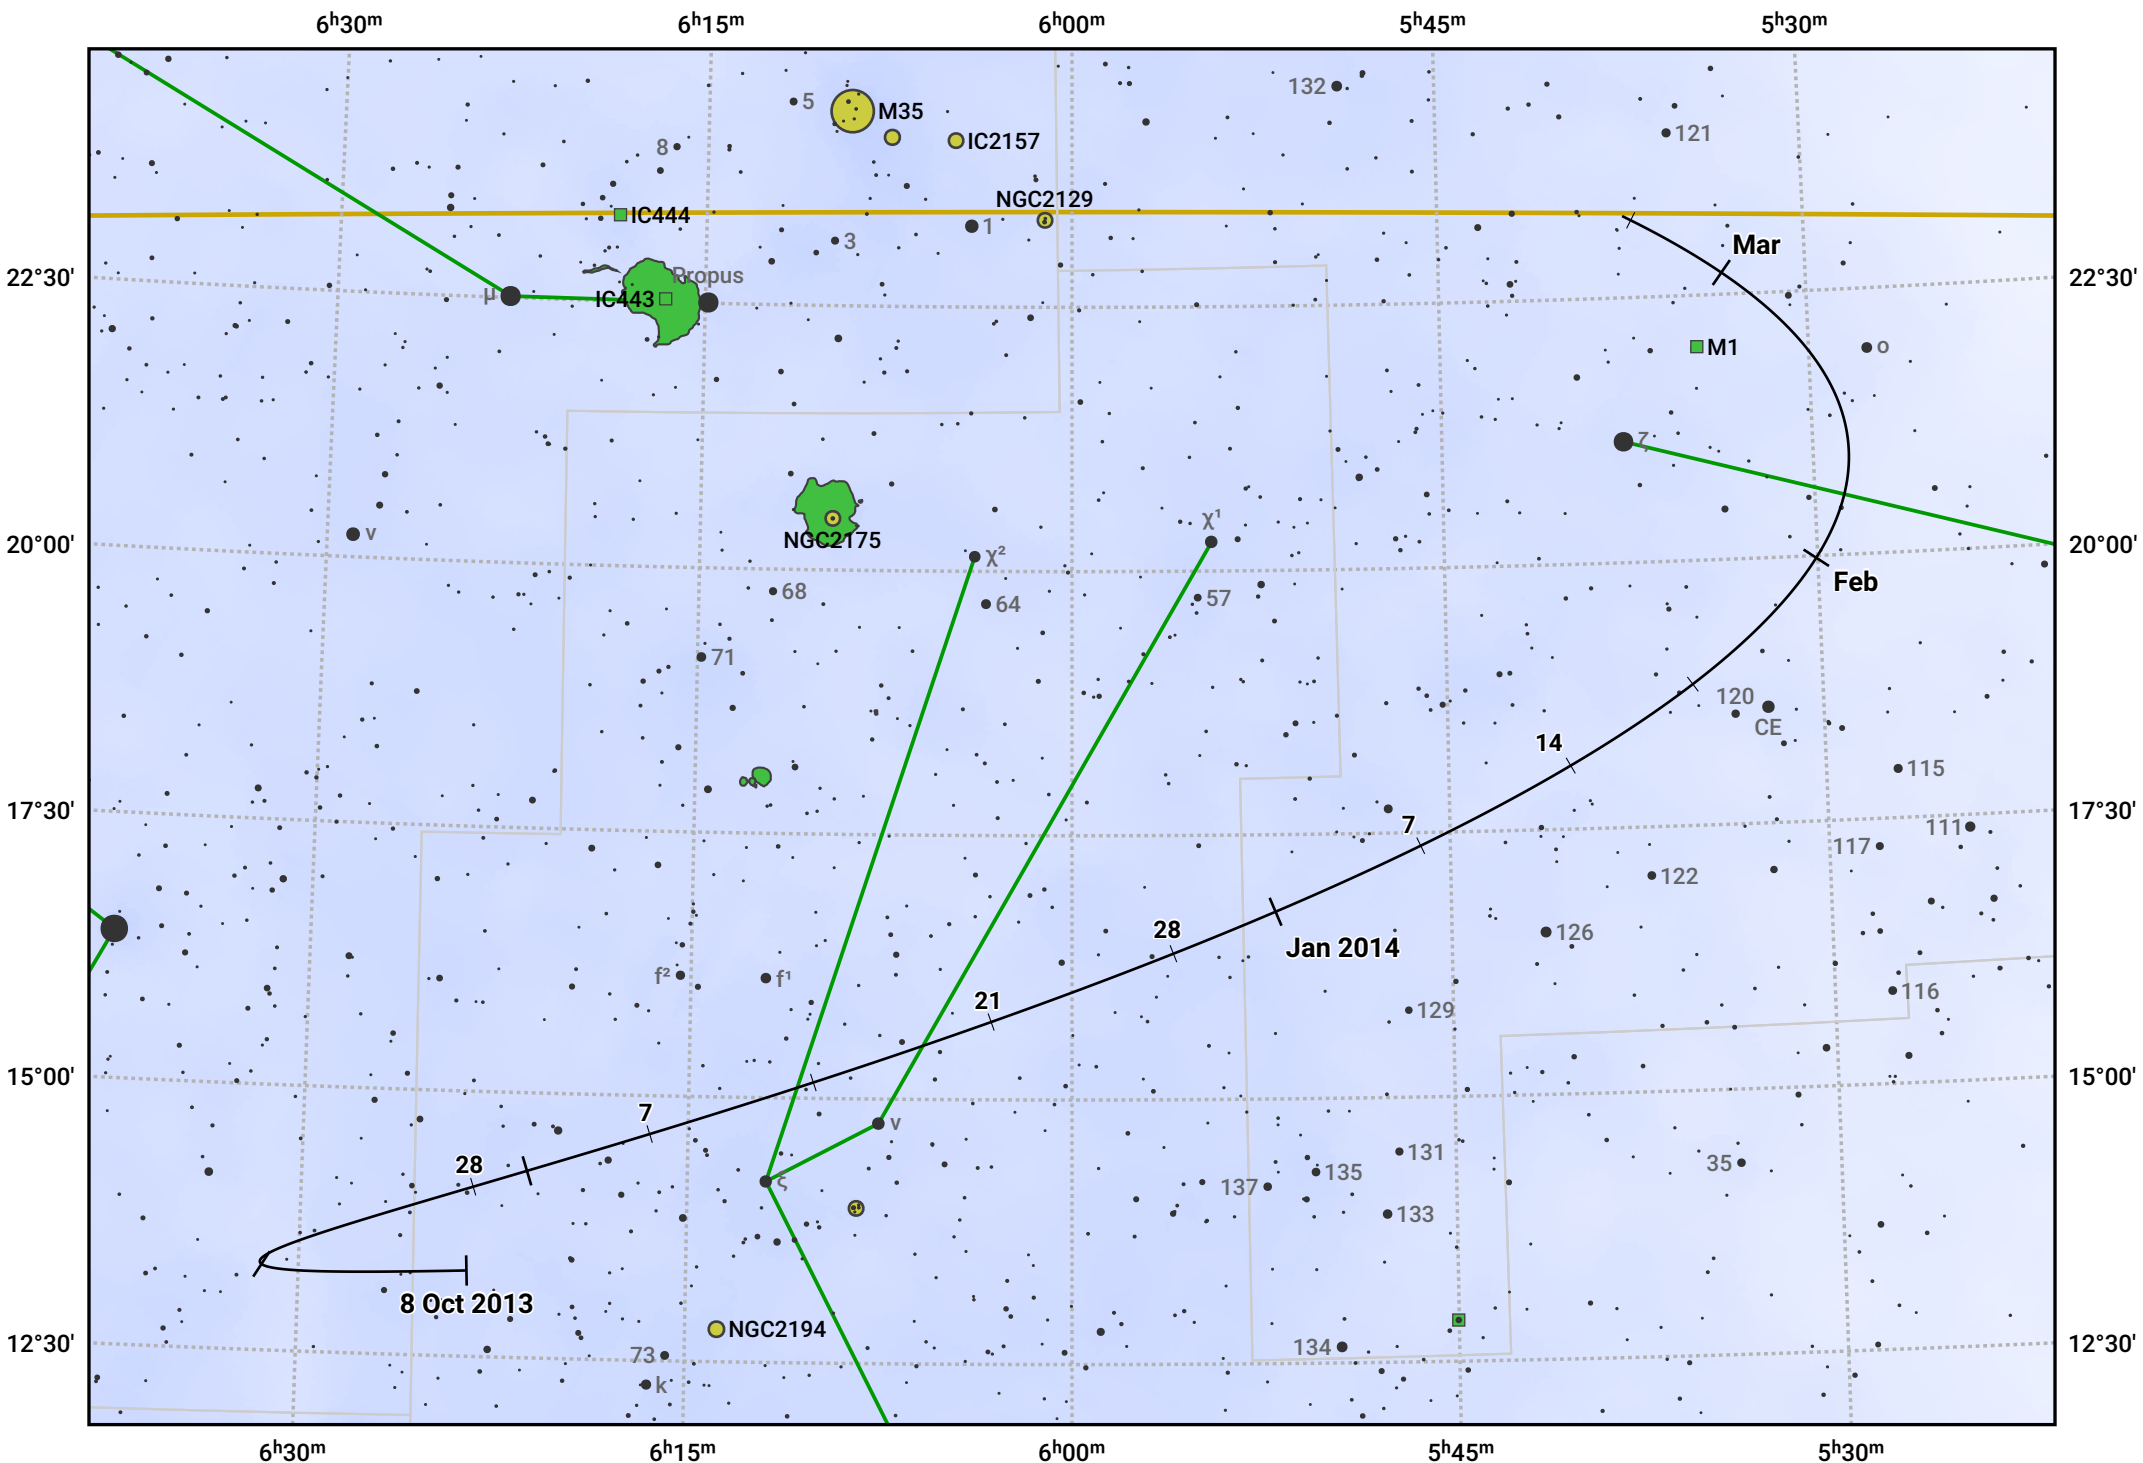 6ʰ30ᵐ 6ʰ15ᵐ 6ʰ00ᵐ 5ʰ45ᵐ 5ʰ30ᵐ
132
5 M35
121
IC2157
8
NGC2129
IC444
1
3
Mar
22°30' μ IC443 Propus 22°30'
M1 o
ζ
χ¹
ν
20°00' NGC2175 χ² 20°00'
Feb
68 64 57
71
120
CE
14
115
17°30' 7 17°30'
111
117
122
28 126
Jan 2014
f² f¹
21 116
129
15°00' 15°00'
7 ν
131
28 35
ς 137 135
133
8 Oct 2013
NGC2194
12°30' 73 134 12°30'
k
6ʰ30ᵐ 6ʰ15ᵐ 6ʰ00ᵐ 5ʰ45ᵐ 5ʰ30ᵐ